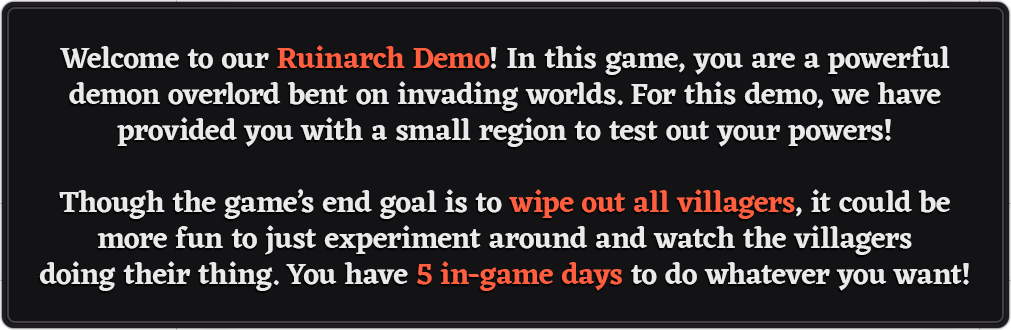 Welcome to our Ruinarch Demo! In this game, you are a powerful
demon overlord bent on invading worlds. For this demo, we have
provided you with a small region to test out your powers!
Though the game’s end goal is to wipe out all villagers, it could be
more fun to just experiment around and watch the villagers
doing their thing. You have 5 in-game days to do whatever you want!